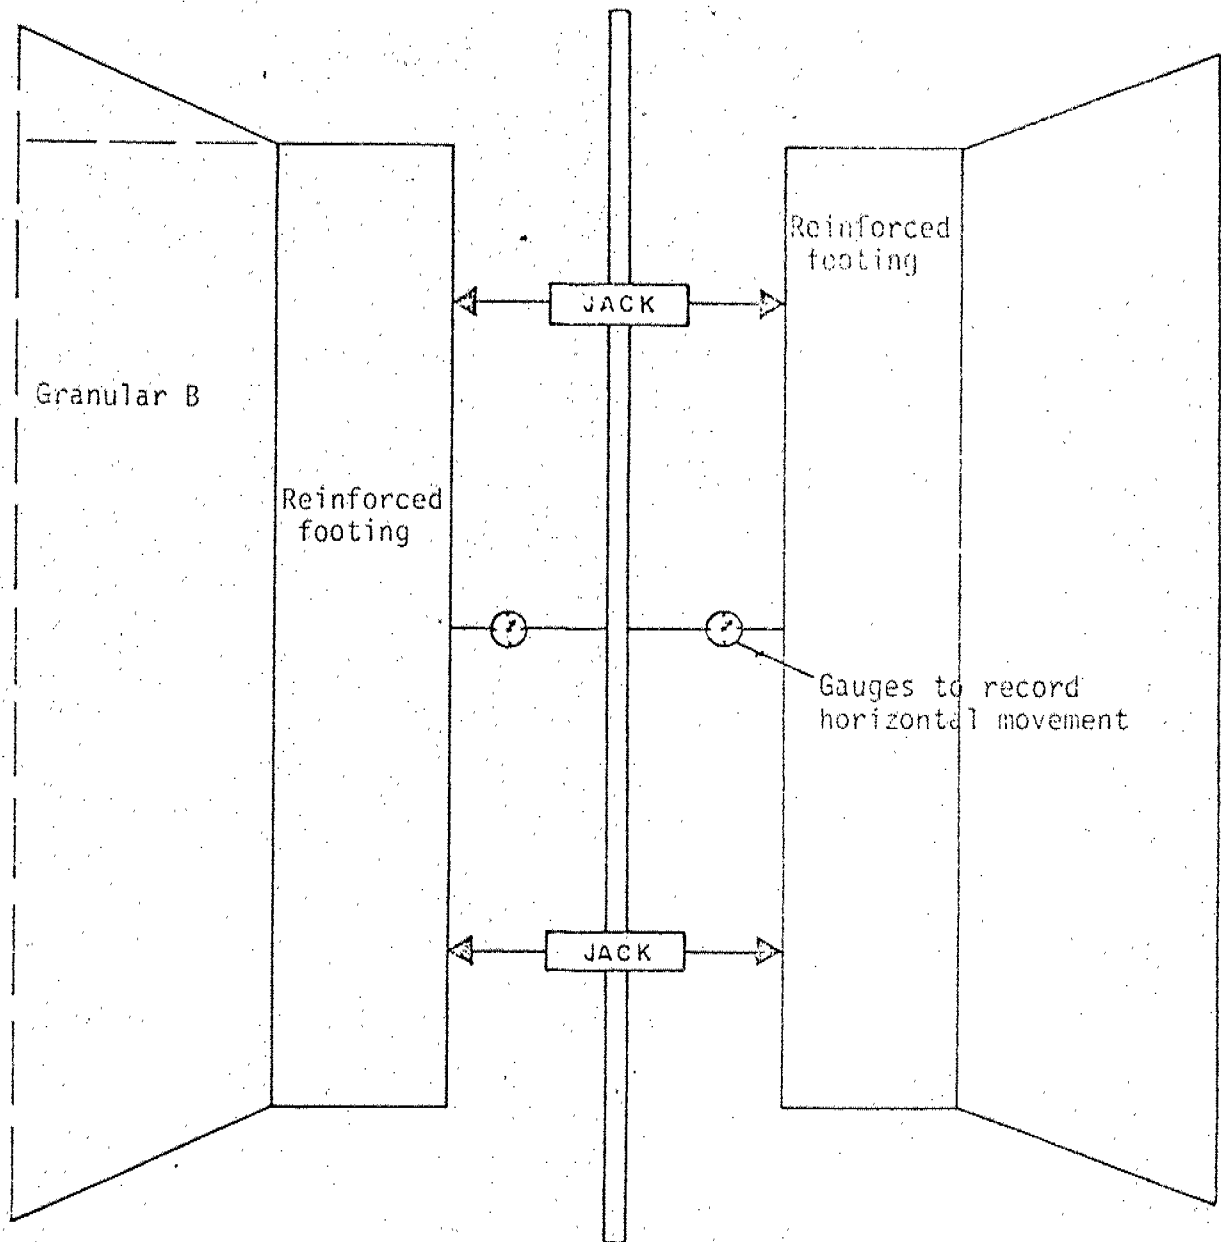 Reinforced
footing
JACK
Granular B
Reinforced
footing
Gauges to record
horizontal movement
JACK